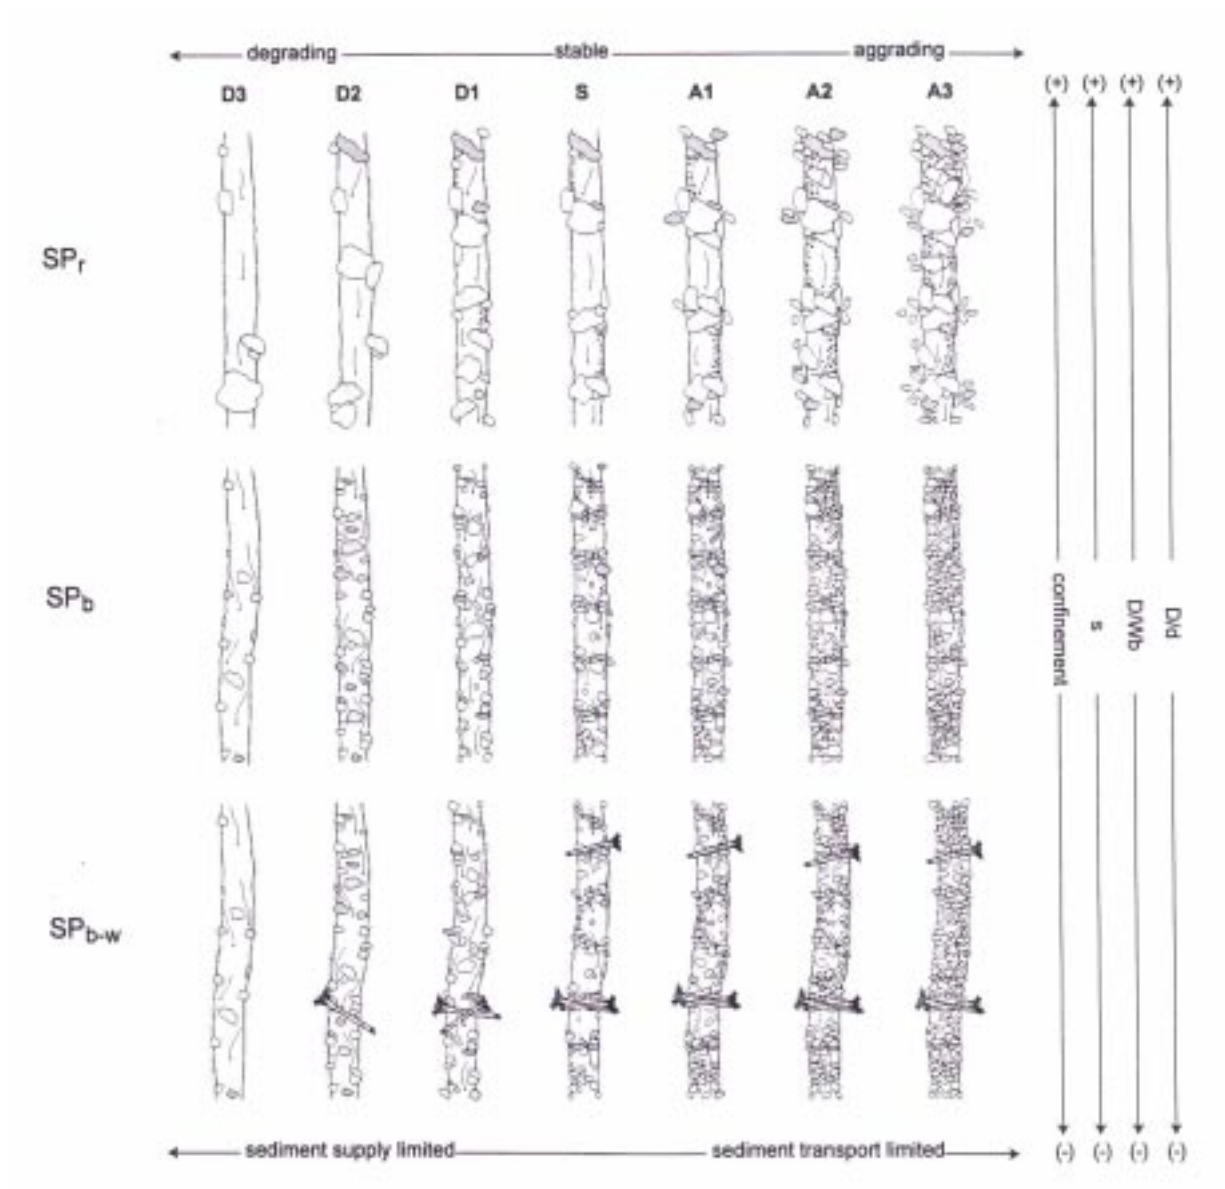 degrading stable aggrading
D3 D2 D1 S A1 A2 A3
(+) (+) (+) (+)
SPr
SPb
SPb-w
confinement
s
D/Wb
D/d
sediment supply limited sediment transport limited
(-) (-) (-) (-)